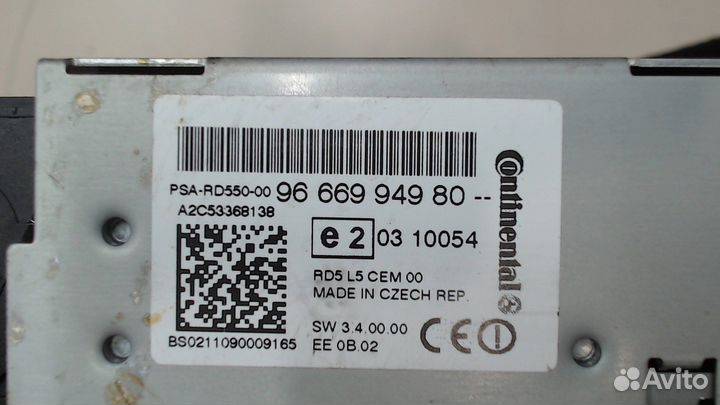 PSA-RD550-00 96 669 949 80 --
A2C53368138
e 2 03 10054
RD5 L5 CEM 00
MADE IN CZECH REP.
SW 3.4.00.00
EE 0B.02
BS0211090009165
CE
Continental
Avito